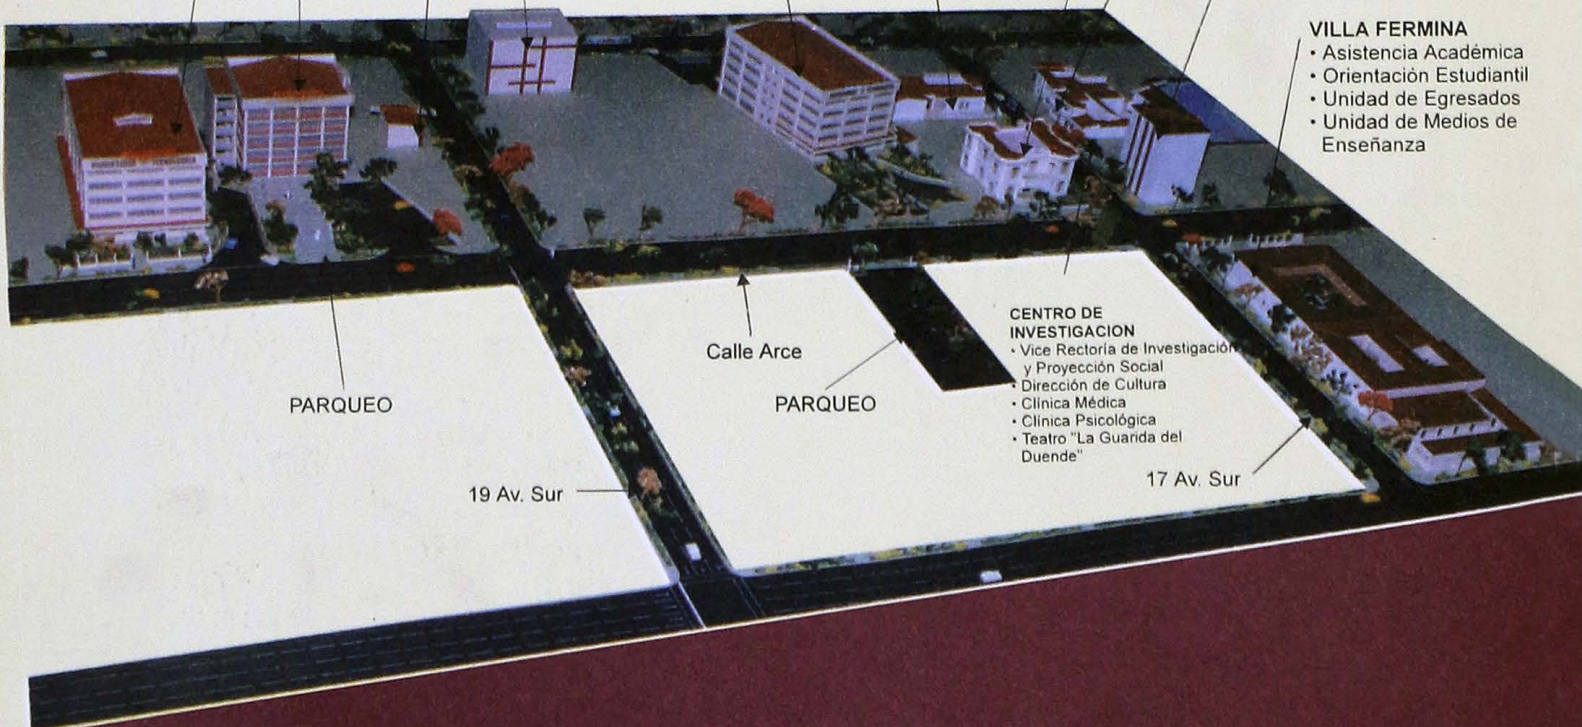 VILLA FERMINA
• Asistencia Académica
• Orientación Estudiantil
• Unidad de Egresados
• Unidad de Medios de
Enseñanza
CENTRO DE
INVESTIGACION
• Vice Rectoría de Investigación
y Proyección Social
• Dirección de Cultura
• Clínica Médica
• Clínica Psicológica
• Teatro "La Guarida del
Duende"
Calle Arce
PARQUEO
PARQUEO
19 Av. Sur
17 Av. Sur